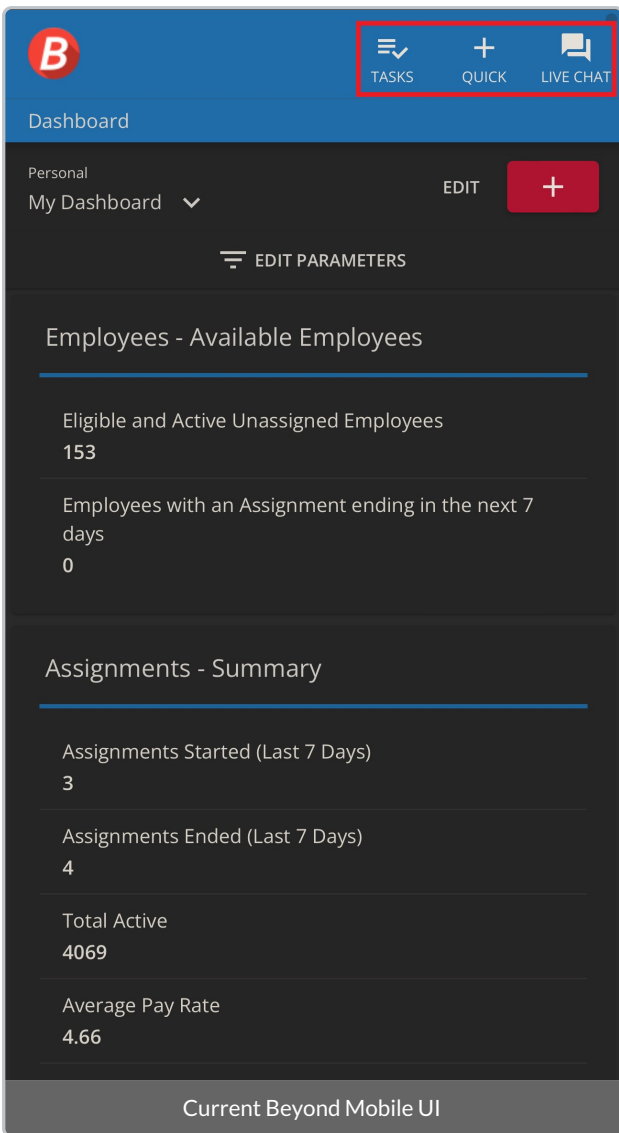 B
TASKS QUICK LIVE CHAT
Dashboard
Personal
My Dashboard
EDIT
EDIT PARAMETERS
Employees - Available Employees
Eligible and Active Unassigned Employees
153
Employees with an Assignment ending in the next 7
days
0
Assignments - Summary
Assignments Started (Last 7 Days)
3
Assignments Ended (Last 7 Days)
4
Total Active
4069
Average Pay Rate
4.66
Current Beyond Mobile UI